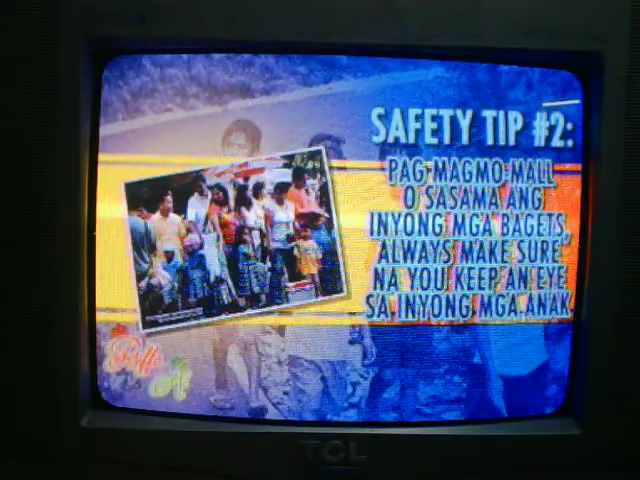 SAFETY TIP #2:
PAG MAGMO-MALL
O SASAMA ANG
INYONG MGA BAGETS,
ALWAYS MAKE SURE
NA YOU KEEP AN EYE
SA INYONG MGA ANAK
TCL